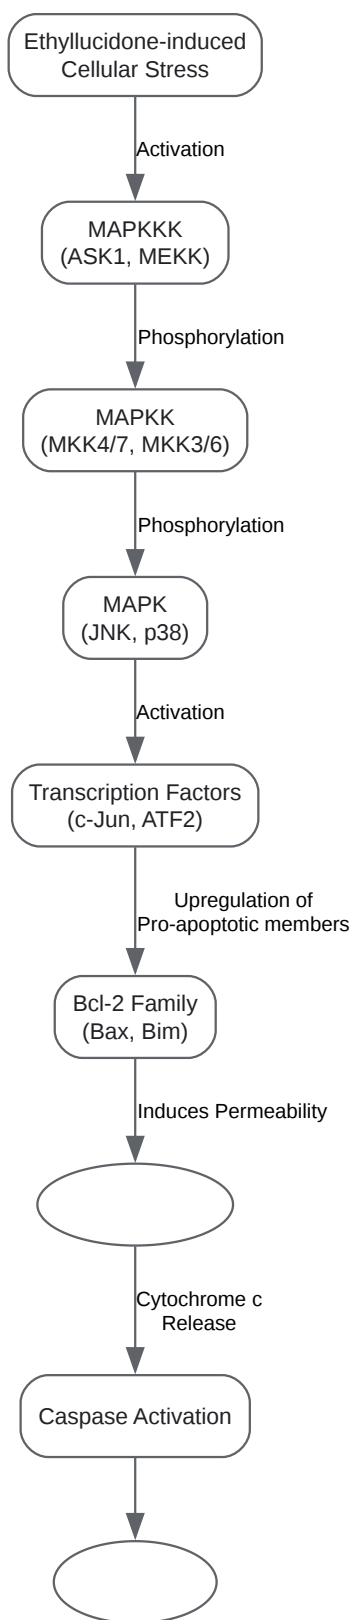 Ethyllucidone-induced
Cellular Stress
Activation
MAPKKK
(ASK1, MEKK)
Phosphorylation
MAPKK
(MKK4/7, MKK3/6)
Phosphorylation
MAPK
(JNK, p38)
Activation
Transcription Factors
(c-Jun, ATF2)
Upregulation of
Pro-apoptotic members
Bcl-2 Family
(Bax, Bim)
Induces Permeability
Cytochrome c
Release
Caspase Activation